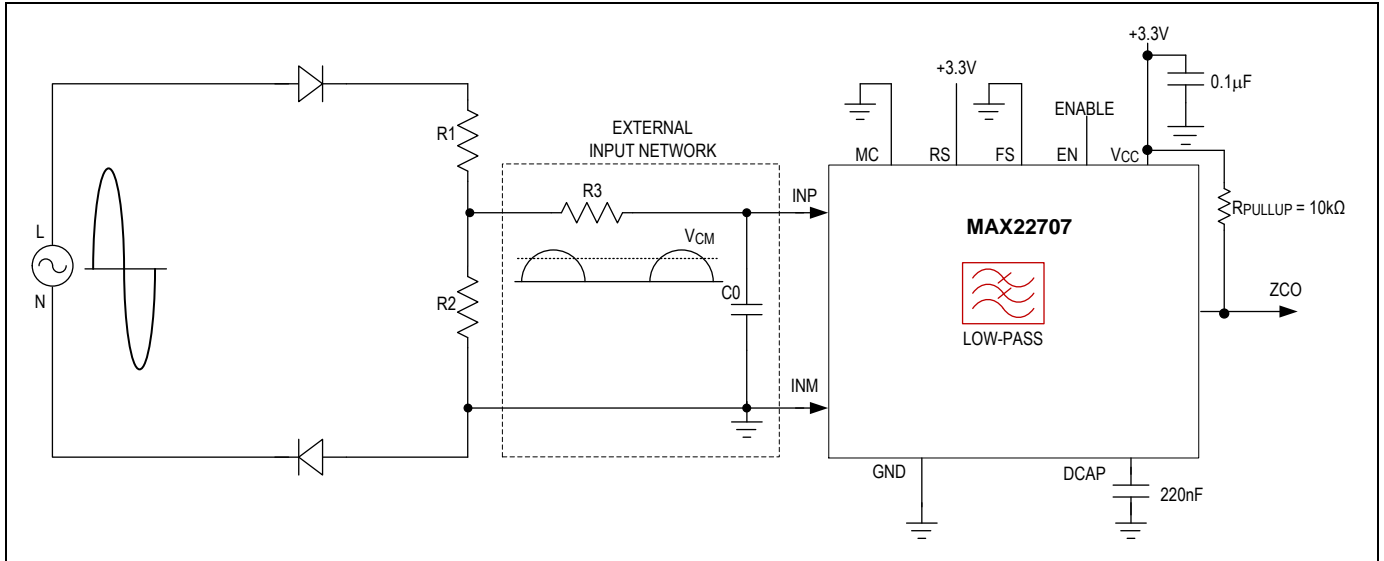 +3.3V
0.1μF
+3.3V
ENABLE
MC
RS
FS
EN
VCC
R1
EXTERNAL
INPUT NETWORK
R3
INP
VCM
C0
RPULLUP = 10kΩ
MAX22707
LOW-PASS
L
N
R2
ZCO
INM
GND
DCAP
220nF